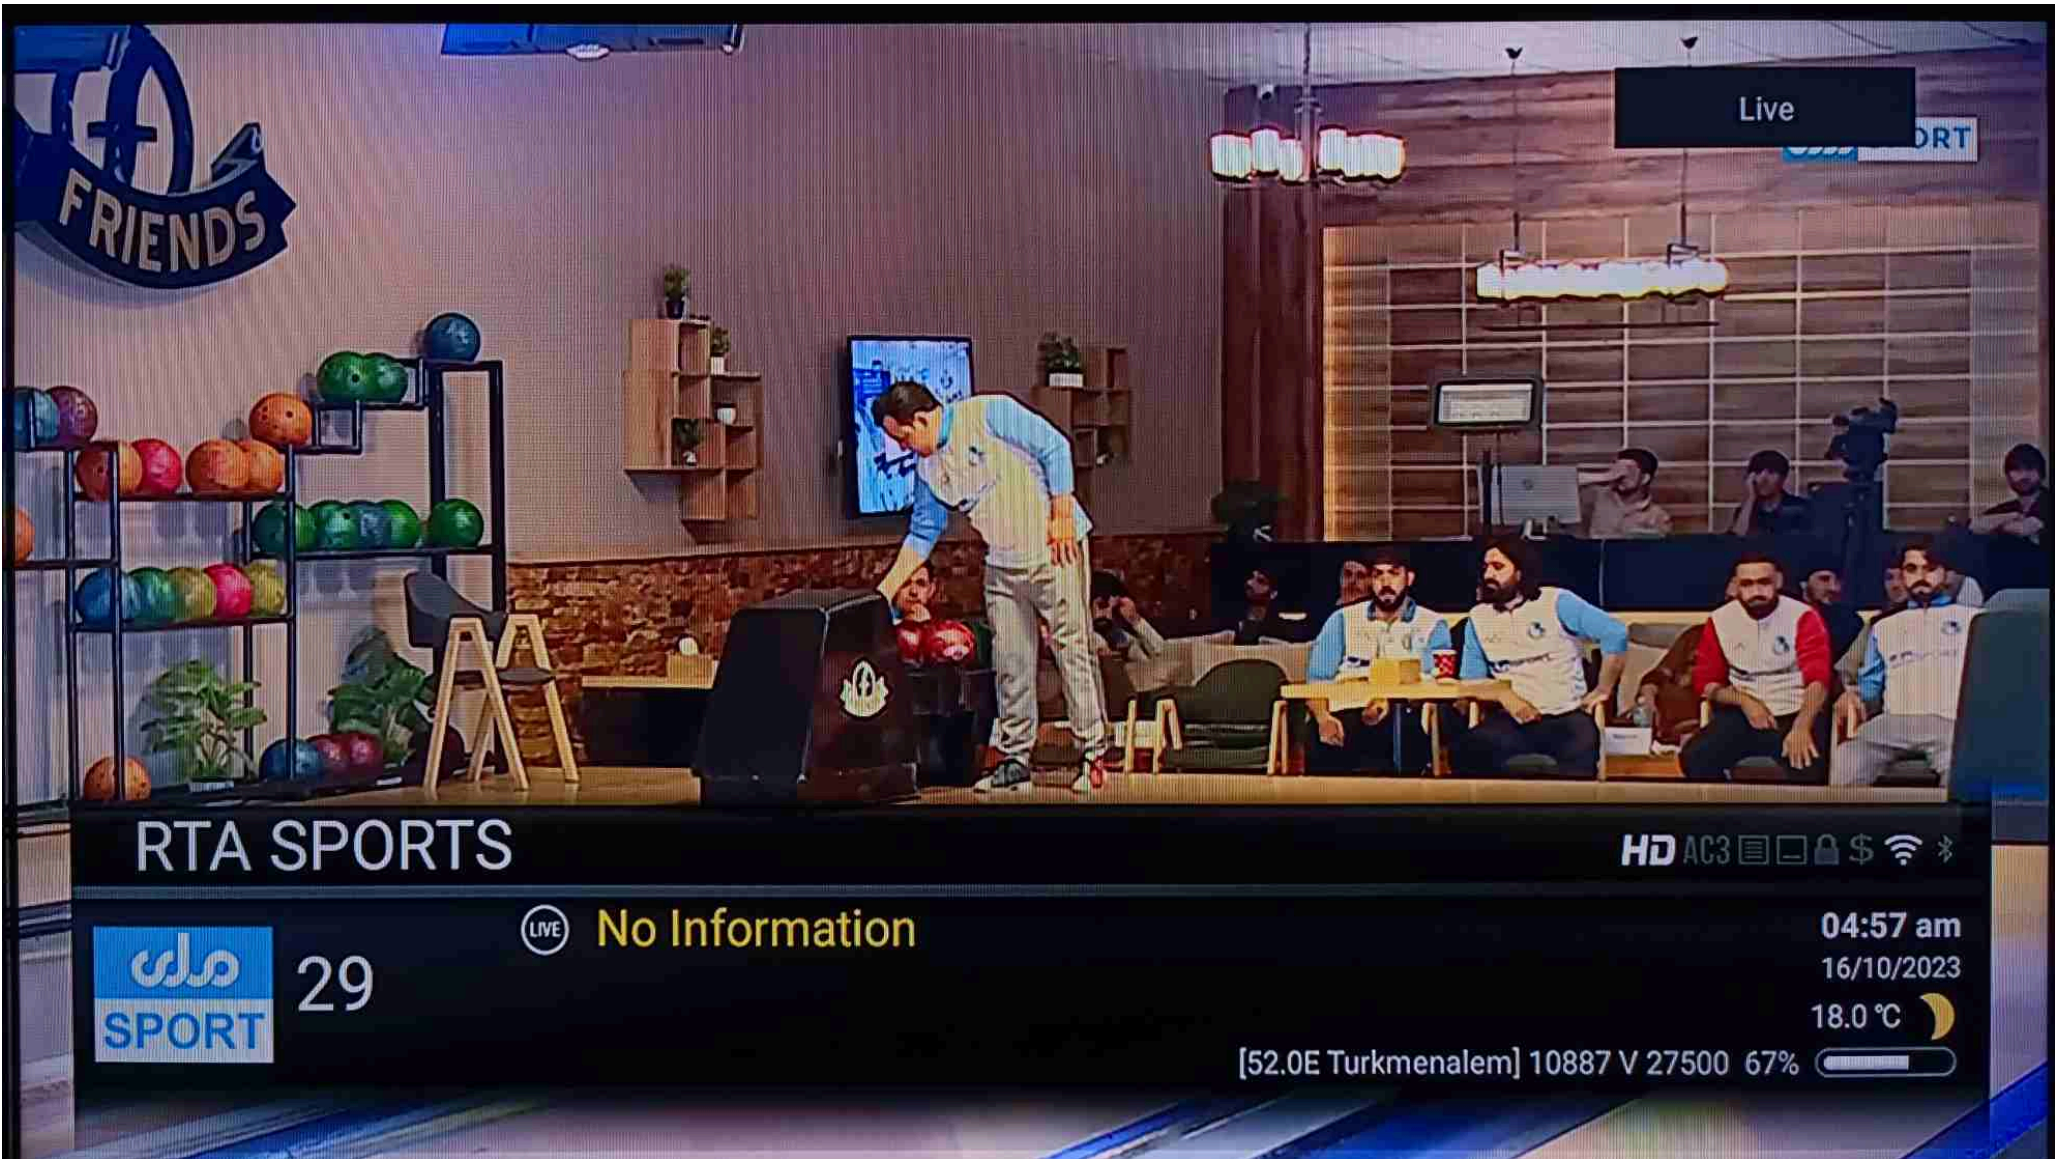 FRIENDS
Live
ORT
RTA SPORTS
HD AC3 $
LIVE No Information
ملی
SPORT
29
04:57 am
16/10/2023
18.0 °C
[52.0E Turkmenalem] 10887 V 27500 67%